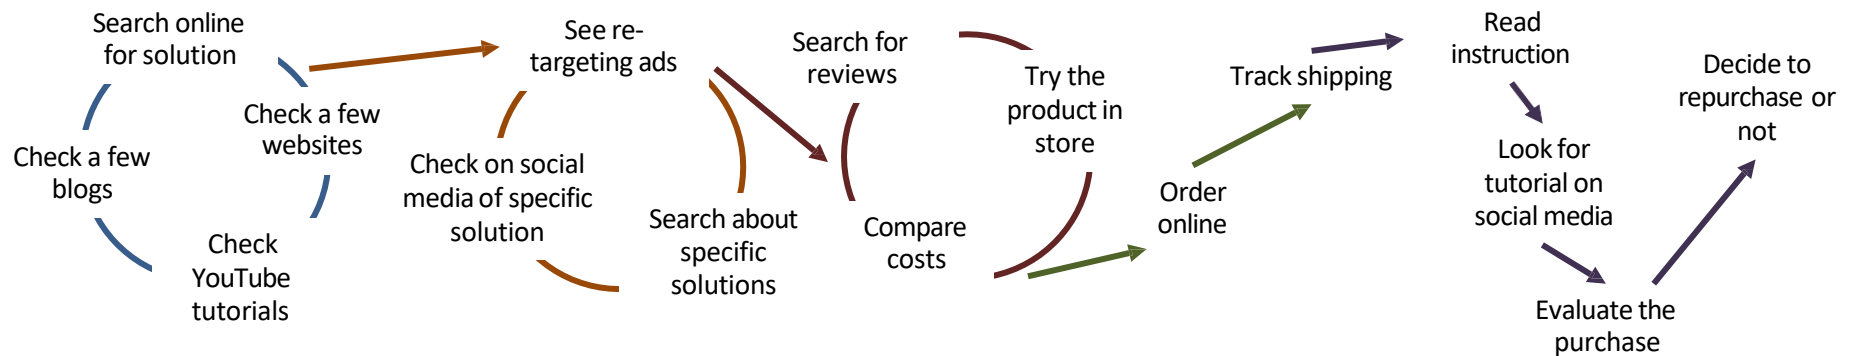 Search online
for solution
Check a few
websites
Check a few
blogs
Check
YouTube
tutorials
See re-
targeting ads
Check on social
media of specific
solution
Search about
specific
solutions
Search for
reviews
Try the
product in
store
Compare
costs
Order
online
Track shipping
Read
instruction
Look for
tutorial on
social media
Evaluate the
purchase
Decide to
repurchase or
not